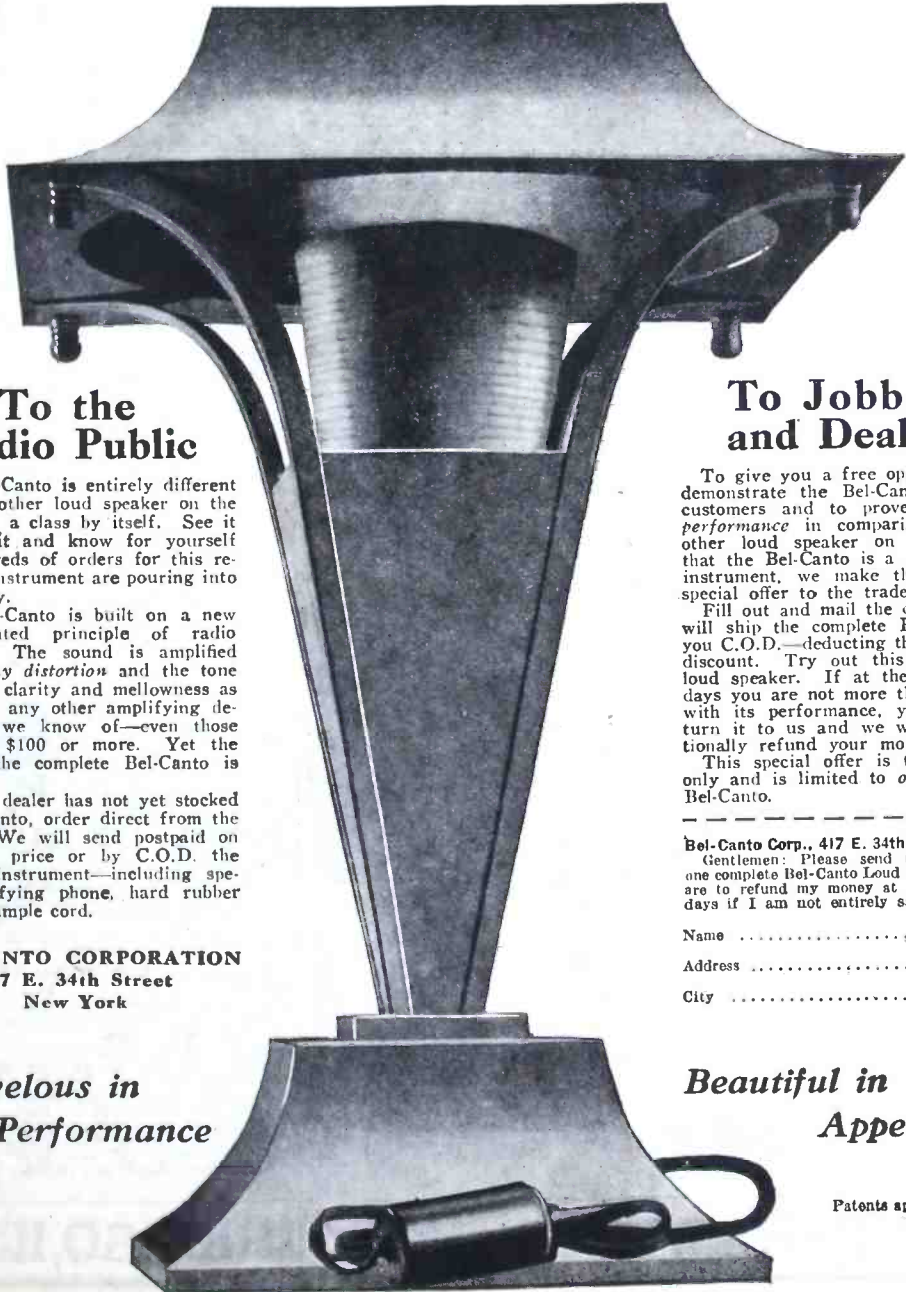 To the
dio Public
Canto is entirely different
other loud speaker on the
a class by itself. See it
it and know for yourself
reds of orders for this re-
nstrument are pouring into
y.
-Canto is built on a new
ted principle of radio
The sound is amplified
y distortion and the tone
clarity and mellowness as
any other amplifying de-
we know of—even those
$100 or more. Yet the
he complete Bel-Canto is
dealer has not yet stocked
nto, order direct from the
We will send postpaid on
price or by C.O.D. the
nstrument—including spe-
fying phone, hard rubber
mple cord.
NTO CORPORATION
7 E. 34th Street
New York
velous in
Performance
To Jobb
and Deal
To give you a free op
demonstrate the Bel-Can
customers and to prove
performance in compari
other loud speaker on
that the Bel-Canto is a
instrument, we make th
special offer to the trade
Fill out and mail the c
will ship the complete B
you C.O.D.—deducting th
discount. Try out this
loud speaker. If at the
days you are not more th
with its performance, y
turn it to us and we w
tionally refund your mo
This special offer is t
only and is limited to o
Bel-Canto.
Bel-Canto Corp., 417 E. 34th
Gentlemen: Please send
one complete Bel-Canto Loud
are to refund my money at
days if I am not entirely s
Name ..................
Address ..................
City ..................
Beautiful in
Appe
Patents ap